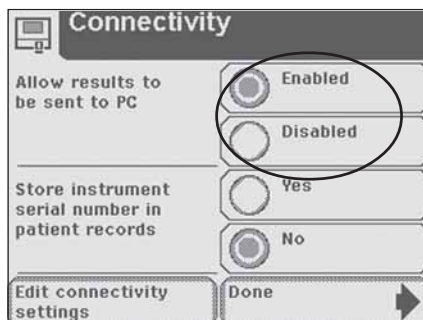 Connectivity
Allow results to
be sent to PC
Enabled
Disabled
Store instrument
serial number in
patient records
Yes
No
Edit connectivity
settings
Done